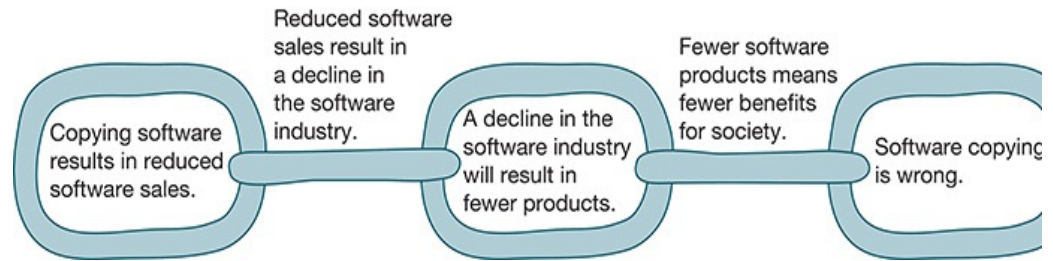 Copying software
results in reduced
software sales.
Reduced software
sales result in
a decline in
the software
industry.
A decline in the
software industry
will result in
fewer products.
Fewer software
products means
fewer benefits
for society.
Software copying
is wrong.